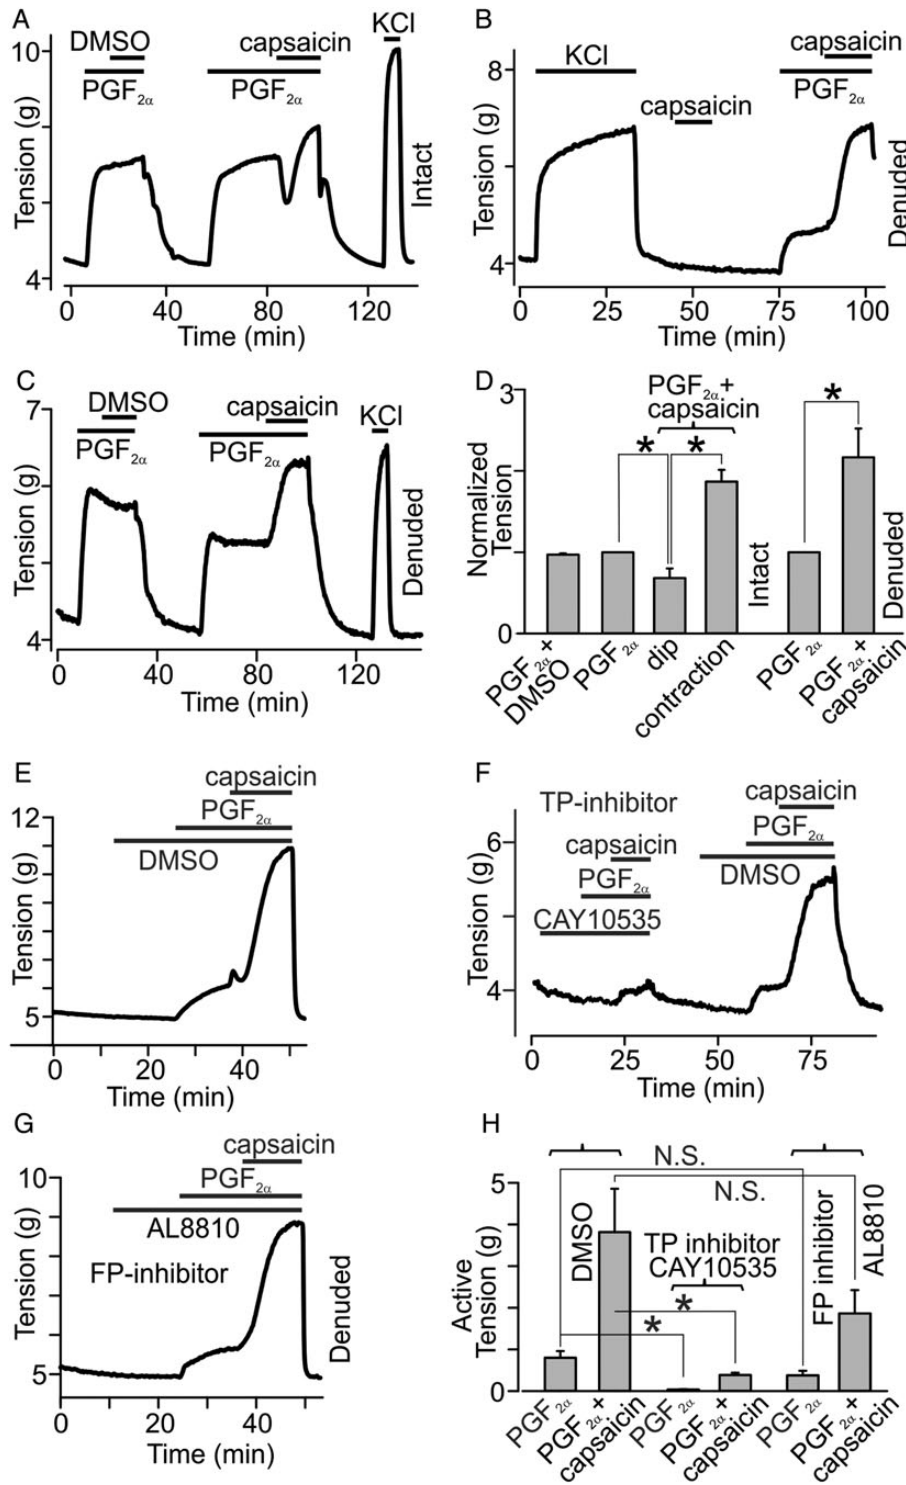 A
DMSO
PGF2α
capsaicin
PGF2α
KCl
10
4
Tension (g)
Intact
0 40 80 120
Time (min)
B
KCl
capsaicin
capsaicin
PGF2α
8
4
Tension (g)
Denuded
0 25 50 75 100
Time (min)
C
DMSO
PGF2α
capsaicin
PGF2α
KCl
7
4
Tension (g)
Denuded
0 40 80 120
Time (min)
D
PGF2α+
capsaicin
* * *
3
0
Normalized
Tension
Intact
Denuded
PGF2α+
DMSO
PGF2α
dip
contraction
PGF2α
PGF2α+
capsaicin
E
capsaicin
PGF2α
DMSO
12
5
Tension (g)
0 20 40
Time (min)
F
TP-inhibitor
capsaicin
PGF2α
CAY10535
capsaicin
PGF2α
DMSO
6
4
Tension (g)
0 25 50 75
Time (min)
G
capsaicin
PGF2α
AL8810
FP-inhibitor
10
5
Tension (g)
Denuded
0 20 40
Time (min)
H
N.S.
N.S.
DMSO
TP inhibitor
CAY10535
FP inhibitor
AL8810
* *
5
0
Active
Tension (g)
PGF2α
PGF2α+
capsaicin
PGF2α
PGF2α+
capsaicin
PGF2α
PGF2α+
capsaicin